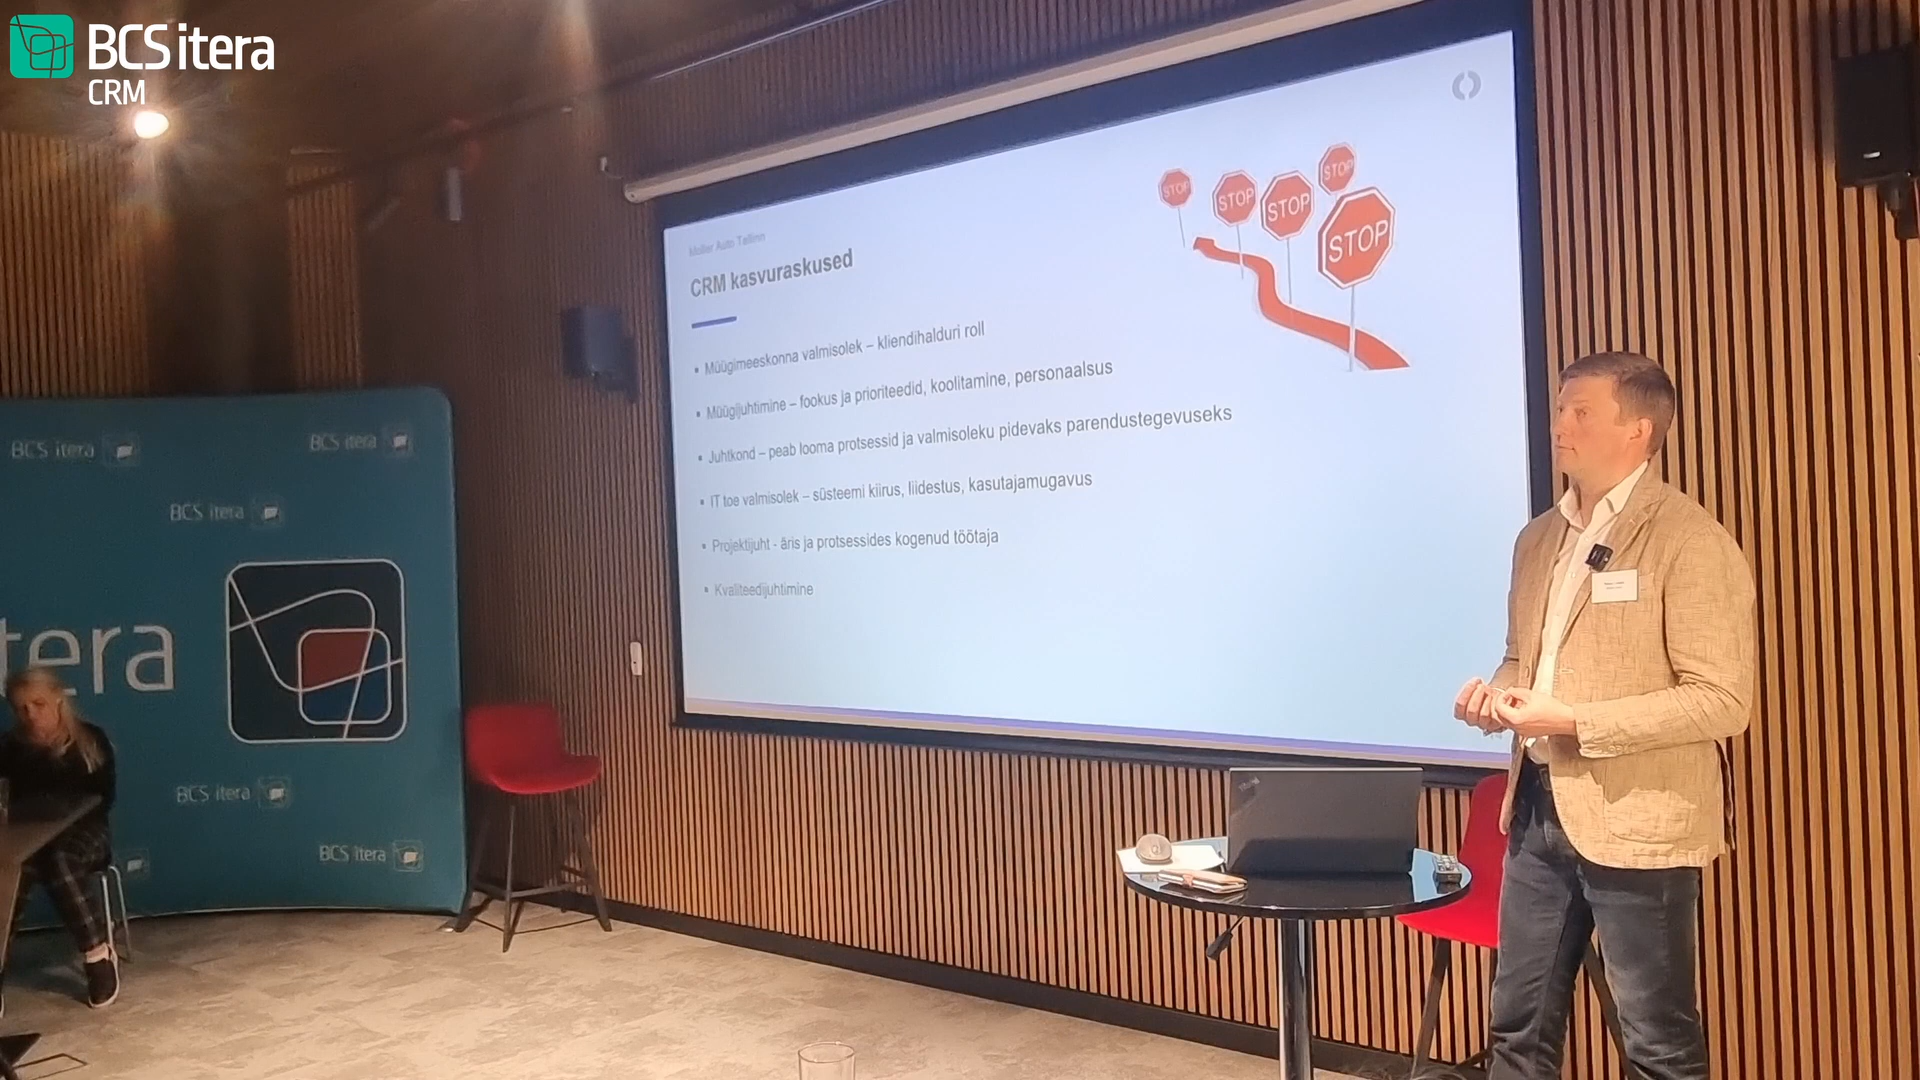 BCS itera
CRM
Moller Auto Tallinn
CRM kasvuraskused
▪ Müügimeeskonna valmisolek – kliendihalduri roll
▪ Müügijuhtimine – fookus ja prioriteedid, koolitamine, personaalsus
▪ Juhtkond – peab looma protsessid ja valmisoleku pidevaks parendustegevuseks
▪ IT toe valmisolek – süsteemi kiirus, liidestus, kasutajamugavus
▪ Projektijuht - äris ja protsessides kogenud töötaja
▪ Kvaliteedijuhtimine
STOP
STOP
STOP
STOP
STOP
BCS itera
BCS itera
BCS itera
itera
BCS itera
BCS itera